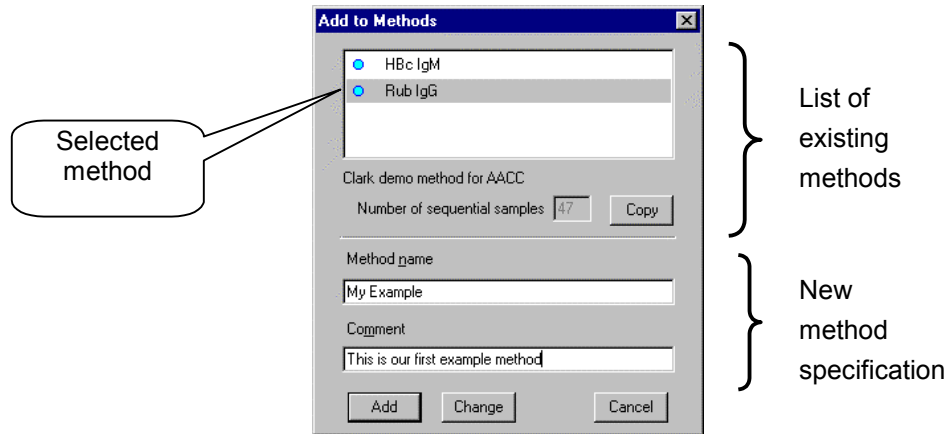 Add to Methods
HBc IgM
Rub IgG
Selected
method
List of
existing
methods
Clark demo method for AACC
Number of sequential samples 47 Copy
Method name
My Example
New
method
specification
Comment
This is our first example method
Add Change Cancel